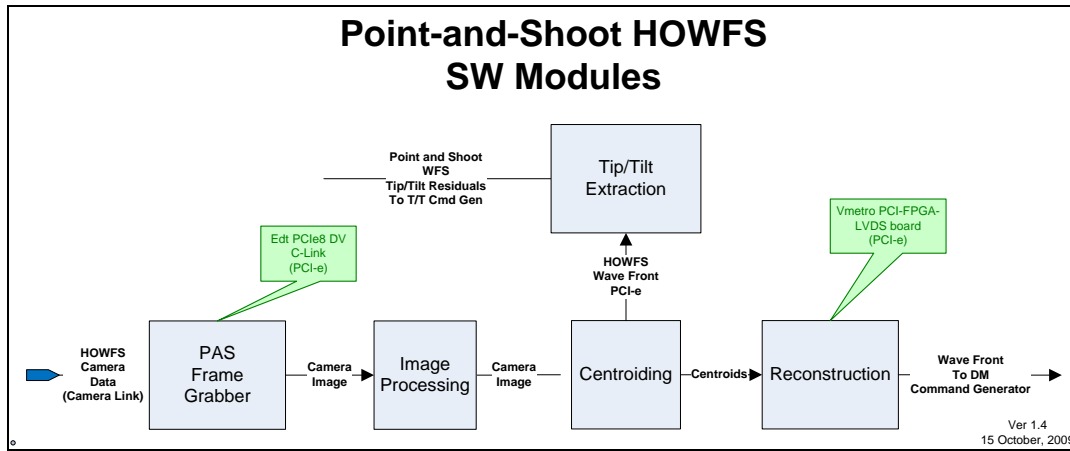 Point-and-Shoot HOWFS
SW Modules
Point and Shoot
WFS
Tip/Tilt Residuals
To T/T Cmd Gen
Tip/Tilt
Extraction
Edt PCIe8 DV
C-Link
(PCI-e)
Vmetro PCI-FPGA-
LVDS board
(PCI-e)
HOWFS
Wave Front
PCI-e
HOWFS
Camera
Data
(Camera Link)
PAS
Frame
Grabber
Camera
Image
Image
Processing
Camera
Image
Centroiding
Centroids
Reconstruction
Wave Front
To DM
Command Generator
Ver 1.4
15 October, 2009